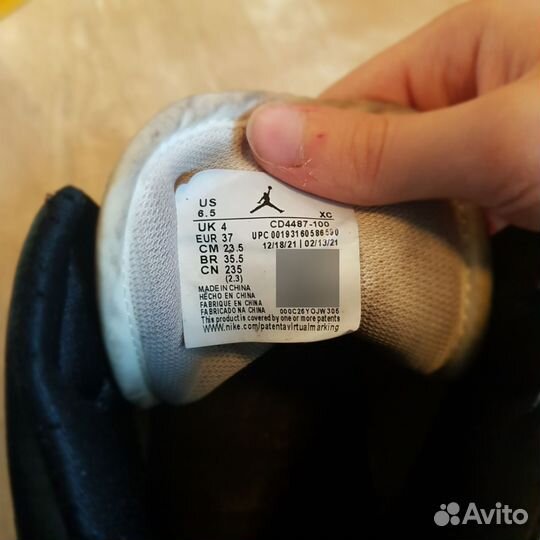 US
6.5 XC
UK 4 CD4487-100
EUR 37 UPC 00193160586590
CM 23.5 12/18/21 | 02/13/21
BR 35.5
CN 235
(2.3)
MADE IN CHINA
HECHO EN CHINA
FABRIQUE EN CHINE
FABRICADO NA CHINA 000C26YOJW305
This product is covered by one or more patents
www.nike.com/patentavirtualmarking
Avito